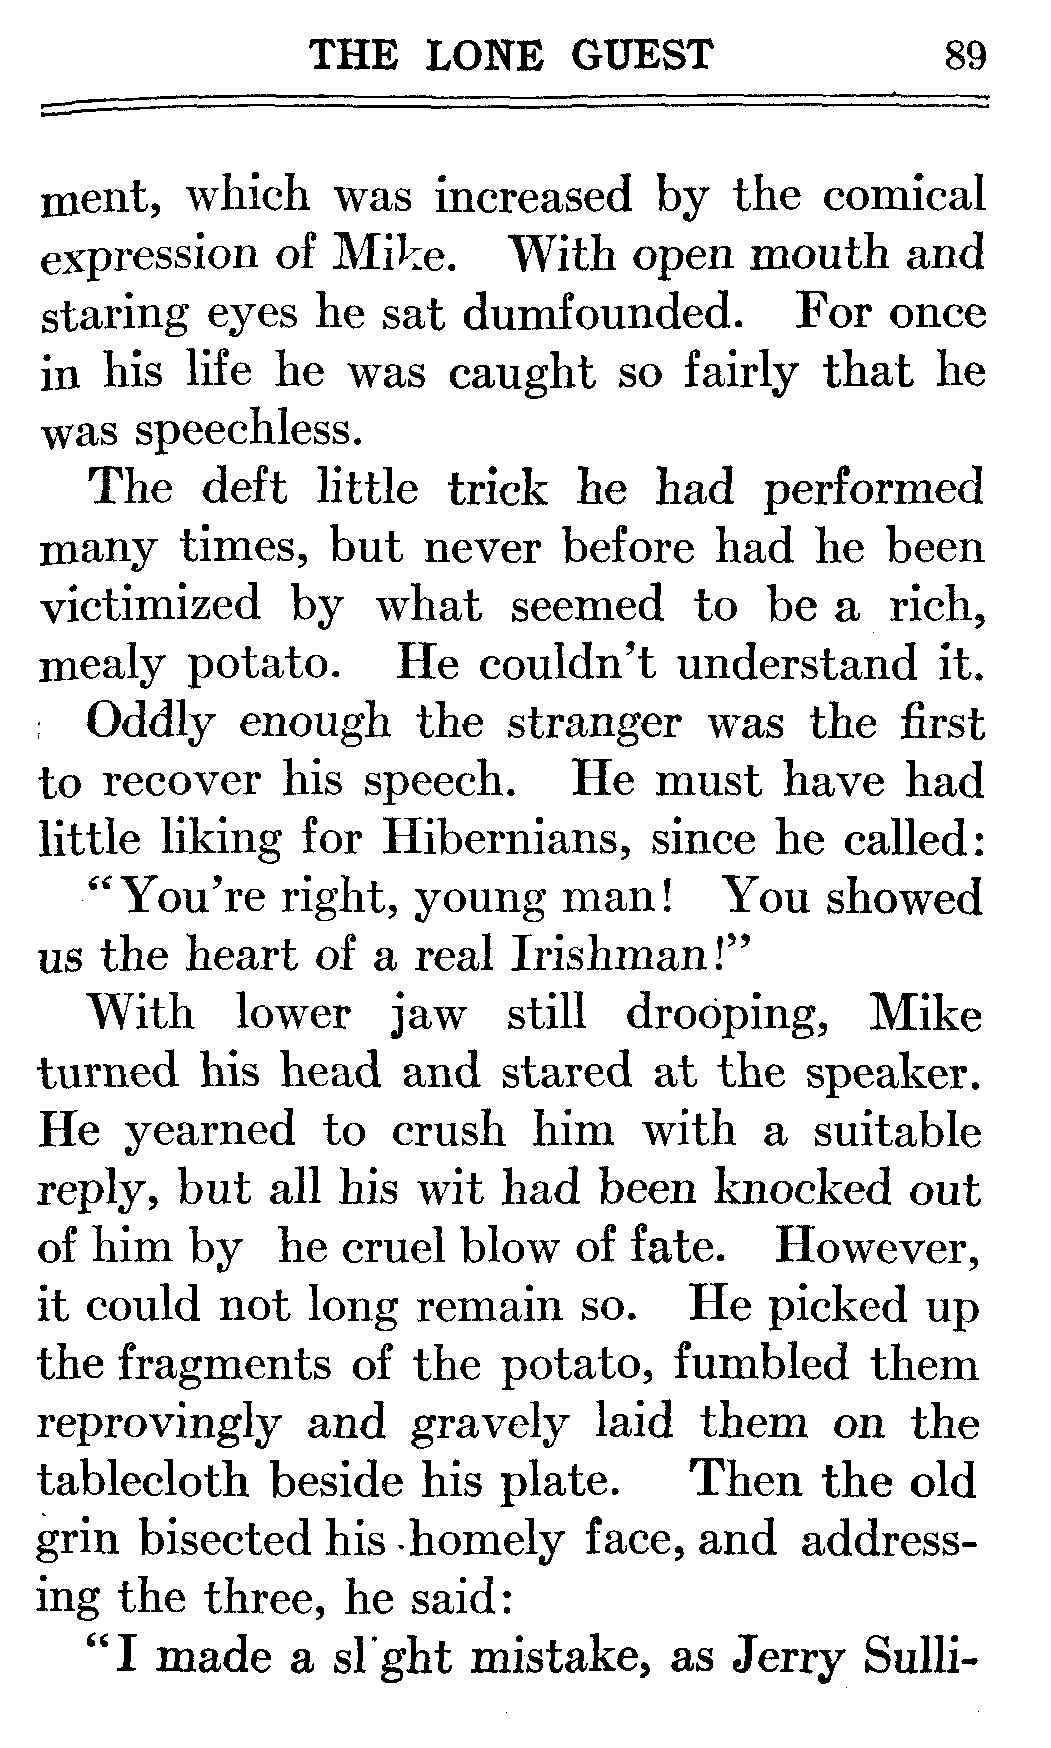 THE LONE GUEST 89
ment, which was increased by the comical
expression of Mike. With open mouth and
staring eyes he sat dumfounded. For once
in his life he was caught so fairly that he
was speechless.
The deft little trick he had performed
many times, but never before had he been
victimized by what seemed to be a rich,
mealy potato. He couldn't understand it.
Oddly enough the stranger was the first
to recover his speech. He must have had
little liking for Hibernians, since he called:
"You're right, young man! You showed
us the heart of a real Irishman!"
With lower jaw still drooping, Mike
turned his head and stared at the speaker.
He yearned to crush him with a suitable
reply, but all his wit had been knocked out
of him by he cruel blow of fate. However,
it could not long remain so. He picked up
the fragments of the potato, fumbled them
reprovingly and gravely laid them on the
tablecloth beside his plate. Then the old
grin bisected his homely face, and address-
ing the three, he said:
"I made a slight mistake, as Jerry Sulli-